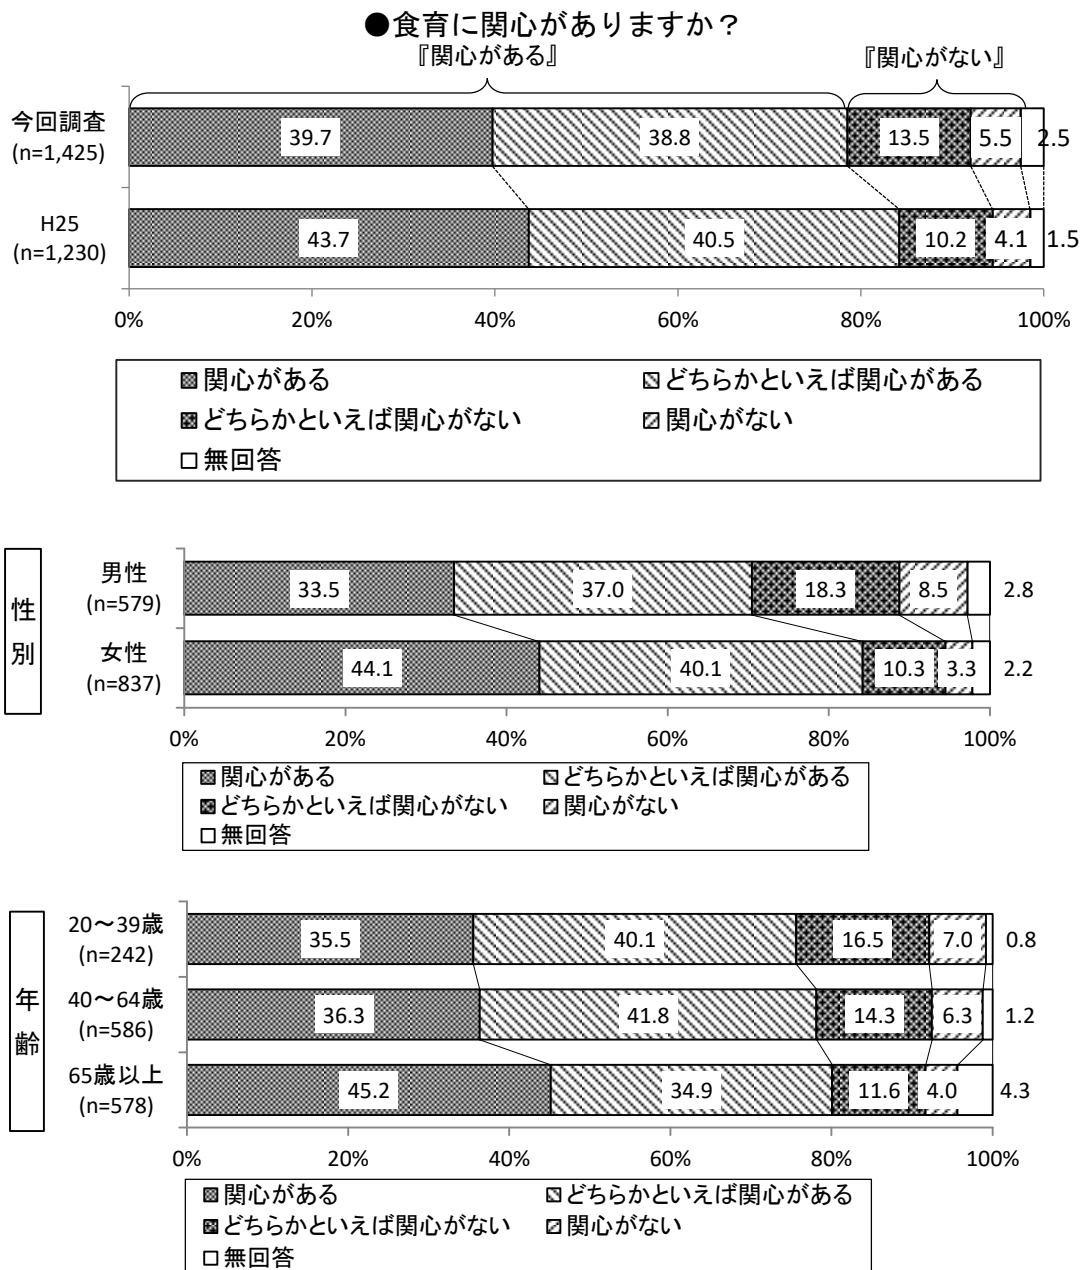 ●食育に関心がありますか？
『関心がある』 『関心がない』
今回調査 39.7 38.8 13.5 5.5 2.5
(n=1,425)
H25 43.7 40.5 10.2 4.1 1.5
(n=1,230)
0% 20% 40% 60% 80% 100%
関心がある どちらかといえば関心がある
どちらかといえば関心がない 関心がない
無回答
性別
男性 33.5 37.0 18.3 8.5 2.8
(n=579)
女性 44.1 40.1 10.3 3.3 2.2
(n=837)
0% 20% 40% 60% 80% 100%
関心がある どちらかといえば関心がある
どちらかといえば関心がない 関心がない
無回答
年齢
20～39歳 35.5 40.1 16.5 7.0 0.8
(n=242)
40～64歳 36.3 41.8 14.3 6.3 1.2
(n=586)
65歳以上 45.2 34.9 11.6 4.0 4.3
(n=578)
0% 20% 40% 60% 80% 100%
関心がある どちらかといえば関心がある
どちらかといえば関心がない 関心がない
無回答